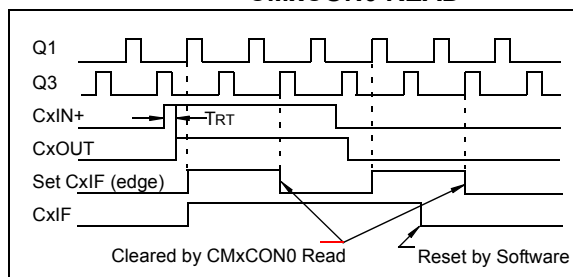 CMxCON0 READ
Q1
Q3
CxIN+
TRT
CxOUT
Set CxIF (edge)
CxIF
Cleared by CMxCON0 Read
Reset by Software